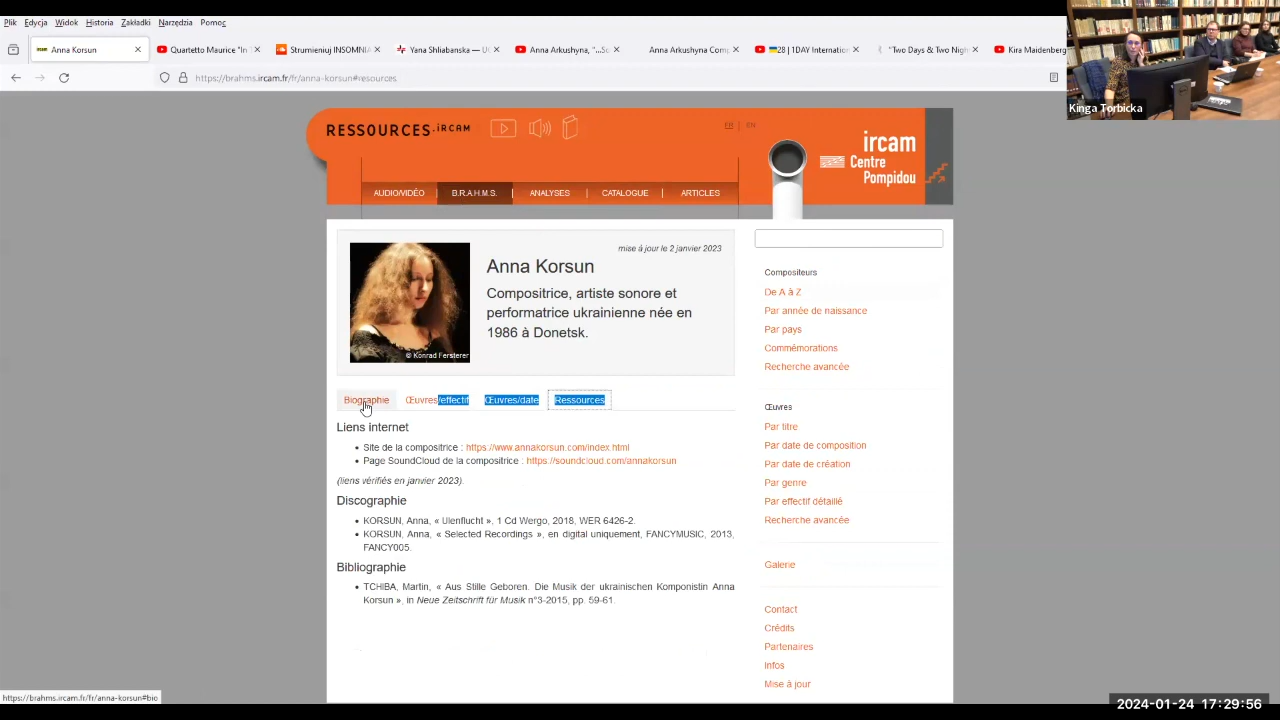 Plik Edycja Widok Historia Zakładki Narzędzia Pomoc
Anna Korsun
Quartetto Maurice "In
Strumieniuj INSOMNI
Yana Shliabanska — U
Anna Arkushyna, "...S
Anna Arkushyna Com
28 | 1DAY Internatio
"Two Days & Two Nigh
Kira Maidenberg
https://brahms.ircam.fr/fr/anna-korsun#resources
Kinga Torbicka
RESSOURCES.IRCAM
FR | EN
ircam
Centre
Pompidou
AUDIO/VIDÉO | B.R.A.H.M.S. | ANALYSES | CATALOGUE | ARTICLES
mise à jour le 2 janvier 2023
Anna Korsun
Compositrice, artiste sonore et
performatrice ukrainienne née en
1986 à Donetsk.
© Konrad Fersterer
Biographie Œuvres/effectif Œuvres/date Ressources
Liens internet
• Site de la compositrice : https://www.annakorsun.com/index.html
• Page SoundCloud de la compositrice : https://soundcloud.com/annakorsun
(liens vérifiés en janvier 2023).
Discographie
• KORSUN, Anna, « Ulenflucht », 1 Cd Wergo, 2018, WER 6426-2.
• KORSUN, Anna, « Selected Recordings », en digital uniquement, FANCYMUSIC, 2013,
FANCY005.
Bibliographie
• TCHIBA, Martin, « Aus Stille Geboren. Die Musik der ukrainischen Komponistin Anna
Korsun », in Neue Zeitschrift für Musik n°3-2015, pp. 59-61.
Compositeurs
De A à Z
Par année de naissance
Par pays
Commémorations
Recherche avancée
Œuvres
Par titre
Par date de composition
Par date de création
Par genre
Par effectif détaillé
Recherche avancée
Galerie
Contact
Crédits
Partenaires
Infos
Mise à jour
https://brahms.ircam.fr/fr/anna-korsun#bio
2024-01-24 17:29:56